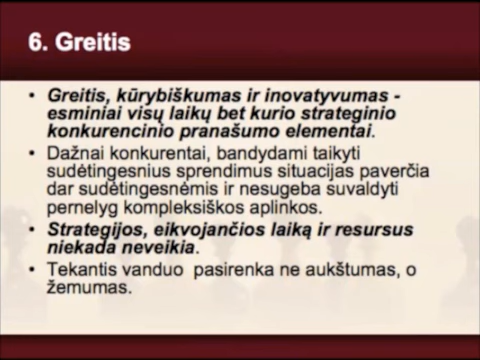 6. Greitis
• Greitis, kūrybiškumas ir inovatyvumas -
esminiai visų laikų bet kurio strateginio
konkurencinio pranašumo elementai.
• Dažnai konkurentai, bandydami taikyti
sudėtingesnius sprendimus situacijas paverčia
dar sudėtingesnėmis ir nesugeba suvaldyti
pernelyg kompleksiškos aplinkos.
• Strategijos, eikvojančios laiką ir resursus
niekada neveikia.
• Tekantis vanduo pasirenka ne aukštumas, o
žemumas.